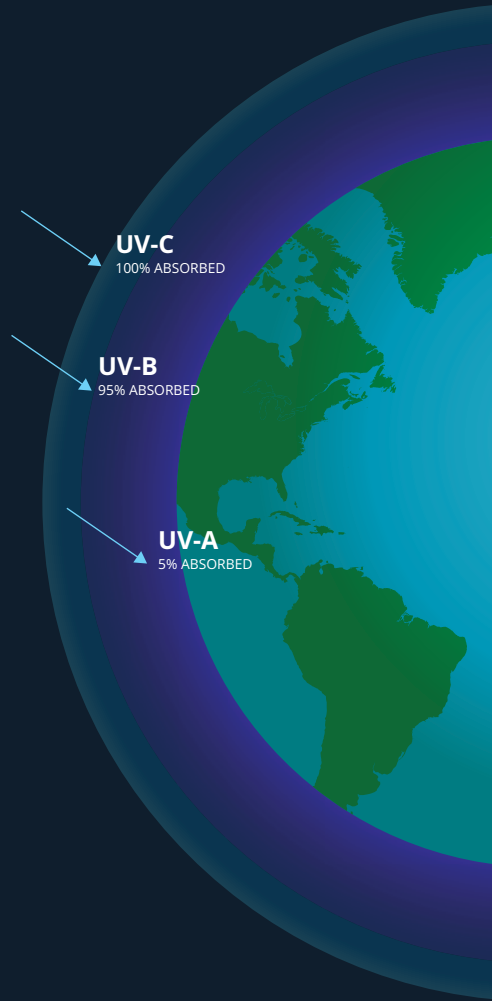 UV-C
100% ABSORBED
UV-B
95% ABSORBED
UV-A
5% ABSORBED